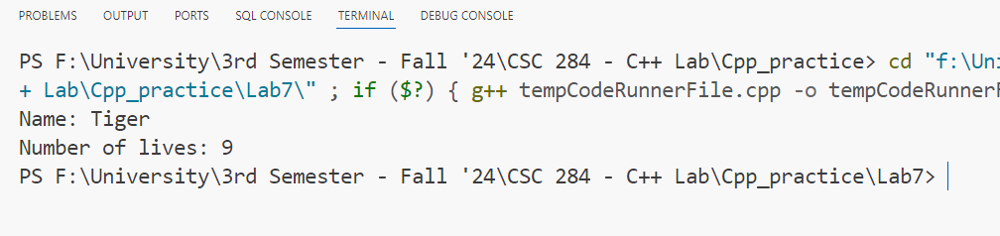 PROBLEMS OUTPUT PORTS SQL CONSOLE TERMINAL DEBUG CONSOLE
PS F:\University\3rd Semester - Fall '24\CSC 284 - C++ Lab\Cpp_practice> cd "f:\Uni
+ Lab\Cpp_practice\Lab7\" ; if ($?) { g++ tempCodeRunnerFile.cpp -o tempCodeRunnerF
Name: Tiger
Number of lives: 9
PS F:\University\3rd Semester - Fall '24\CSC 284 - C++ Lab\Cpp_practice\Lab7>